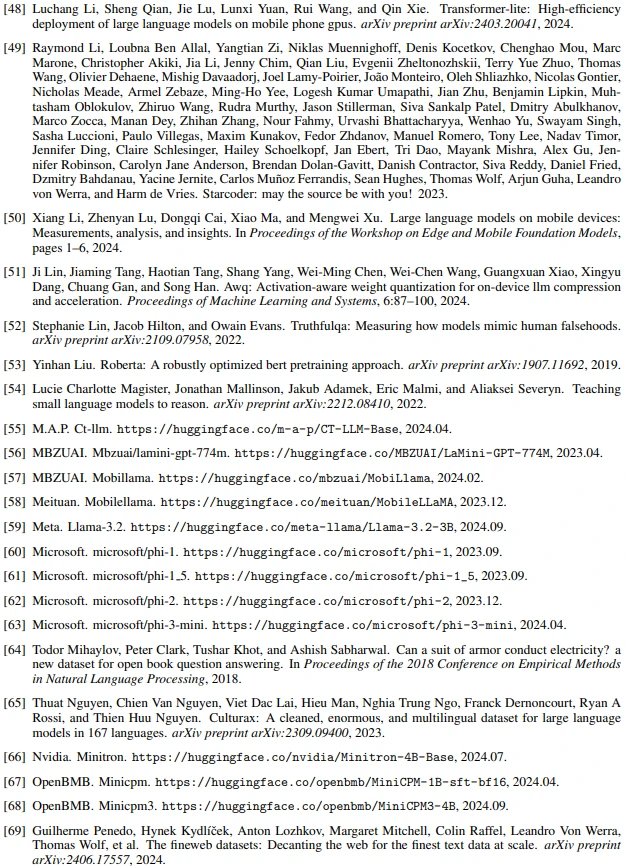 [48] Luchang Li, Sheng Qian, Jie Lu, Lunxi Yuan, Rui Wang, and Qin Xie. Transformer-lite: High-efficiency
deployment of large language models on mobile phone gpus. arXiv preprint arXiv:2403.20041, 2024.
[49] Raymond Li, Loubna Ben Allal, Yangtian Zi, Niklas Muennighoff, Denis Kocetkov, Chenghao Mou, Marc
Marone, Christopher Akiki, Jia Li, Jenny Chim, Qian Liu, Evgenii Zheltonozhskii, Terry Yue Zhuo, Thomas
Wang, Olivier Dehaene, Mishig Davaadorj, Joel Lamy-Poirier, João Monteiro, Oleh Shliazhko, Nicolas Gontier,
Nicholas Meade, Armel Zebaze, Ming-Ho Yee, Logesh Kumar Umapathi, Jian Zhu, Benjamin Lipkin, Muh-
tasham Oblokulov, Zhiruo Wang, Rudra Murthy, Jason Stillerman, Siva Sankalp Patel, Dmitry Abulkhanov,
Marco Zocca, Manan Dey, Zhihan Zhang, Nour Fahmy, Urvashi Bhattacharyya, Wenhao Yu, Swayam Singh,
Sasha Luccioni, Paulo Villegas, Maxim Kunakov, Fedor Zhdanov, Manuel Romero, Tony Lee, Nadav Timor,
Jennifer Ding, Claire Schlesinger, Hailey Schoelkopf, Jan Ebert, Tri Dao, Mayank Mishra, Alex Gu, Jen-
nifer Robinson, Carolyn Jane Anderson, Brendan Dolan-Gavitt, Danish Contractor, Siva Reddy, Daniel Fried,
Dzmitry Bahdanau, Yacine Jernite, Carlos Muñoz Ferrandis, Sean Hughes, Thomas Wolf, Arjun Guha, Leandro
von Werra, and Harm de Vries. Starcoder: may the source be with you! 2023.
[50] Xiang Li, Zhenyan Lu, Dongqi Cai, Xiao Ma, and Mengwei Xu. Large language models on mobile devices:
Measurements, analysis, and insights. In Proceedings of the Workshop on Edge and Mobile Foundation Models,
pages 1–6, 2024.
[51] Ji Lin, Jiaming Tang, Haotian Tang, Shang Yang, Wei-Ming Chen, Wei-Chen Wang, Guangxuan Xiao, Xingyu
Dang, Chuang Gan, and Song Han. Awq: Activation-aware weight quantization for on-device llm compression
and acceleration. Proceedings of Machine Learning and Systems, 6:87–100, 2024.
[52] Stephanie Lin, Jacob Hilton, and Owain Evans. Truthfulqa: Measuring how models mimic human falsehoods.
arXiv preprint arXiv:2109.07958, 2022.
[53] Yinhan Liu. Roberta: A robustly optimized bert pretraining approach. arXiv preprint arXiv:1907.11692, 2019.
[54] Lucie Charlotte Magister, Jonathan Mallinson, Jakub Adamek, Eric Malmi, and Aliaksei Severyn. Teaching
small language models to reason. arXiv preprint arXiv:2212.08410, 2022.
[55] M.A.P. Ct-llm. https://huggingface.co/m-a-p/CT-LLM-Base, 2024.04.
[56] MBZUAI. Mbzuai/lamini-gpt-774m. https://huggingface.co/MBZUAI/LaMini-GPT-774M, 2023.04.
[57] MBZUAI. Mobillama. https://huggingface.co/mbzuai/MobiLlama, 2024.02.
[58] Meituan. Mobilellama. https://huggingface.co/meituan/MobileLLaMA, 2023.12.
[59] Meta. Llama-3.2. https://huggingface.co/meta-llama/Llama-3.2-3B, 2024.09.
[60] Microsoft. microsoft/phi-1. https://huggingface.co/microsoft/phi-1, 2023.09.
[61] Microsoft. microsoft/phi-1_5. https://huggingface.co/microsoft/phi-1_5, 2023.09.
[62] Microsoft. microsoft/phi-2. https://huggingface.co/microsoft/phi-2, 2023.12.
[63] Microsoft. microsoft/phi-3-mini. https://huggingface.co/microsoft/phi-3-mini, 2024.04.
[64] Todor Mihaylov, Peter Clark, Tushar Khot, and Ashish Sabharwal. Can a suit of armor conduct electricity? a
new dataset for open book question answering. In Proceedings of the 2018 Conference on Empirical Methods
in Natural Language Processing, 2018.
[65] Thuat Nguyen, Chien Van Nguyen, Viet Dac Lai, Hieu Man, Nghia Trung Ngo, Franck Dernoncourt, Ryan A
Rossi, and Thien Huu Nguyen. Culturax: A cleaned, enormous, and multilingual dataset for large language
models in 167 languages. arXiv preprint arXiv:2309.09400, 2023.
[66] Nvidia. Minitron. https://huggingface.co/nvidia/Minitron-4B-Base, 2024.07.
[67] OpenBMB. Minicpm. https://huggingface.co/openbmb/MiniCPM-1B-sft-bf16, 2024.04.
[68] OpenBMB. Minicpm3. https://huggingface.co/openbmb/MiniCPM3-4B, 2024.09.
[69] Guilherme Penedo, Hynek Kydlíček, Anton Lozhkov, Margaret Mitchell, Colin Raffel, Leandro Von Werra,
Thomas Wolf, et al. The fineweb datasets: Decanting the web for the finest text data at scale. arXiv preprint
arXiv:2406.17557, 2024.